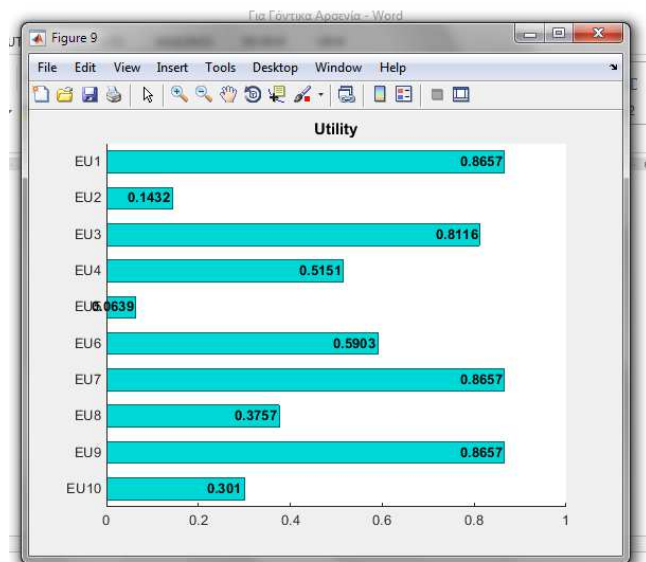 Για Γόντικα Αρσενία - Word
Figure 9
File Edit View Insert Tools Desktop Window Help
Utility
EU1 0.8657
EU2 0.1432
EU3 0.8116
EU4 0.5151
EU5 0.0639
EU6 0.5903
EU7 0.8657
EU8 0.3757
EU9 0.8657
EU10 0.301
0 0.2 0.4 0.6 0.8 1